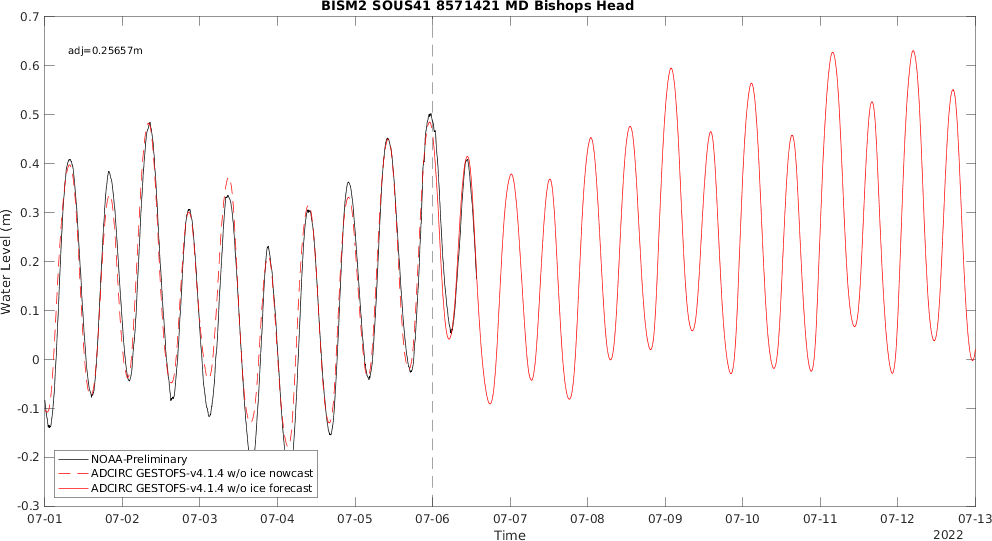 BISM2 SOUS41 8571421 MD Bishops Head
adj=0.25657m
Water Level (m)
0.7
0.6
0.5
0.4
0.3
0.2
0.1
0
-0.1
-0.2
-0.3
NOAA-Preliminary
ADCIRC GESTOFS-v4.1.4 w/o ice nowcast
ADCIRC GESTOFS-v4.1.4 w/o ice forecast
07-01 07-02 07-03 07-04 07-05 07-06 07-07 07-08 07-09 07-10 07-11 07-12 07-13
Time
2022